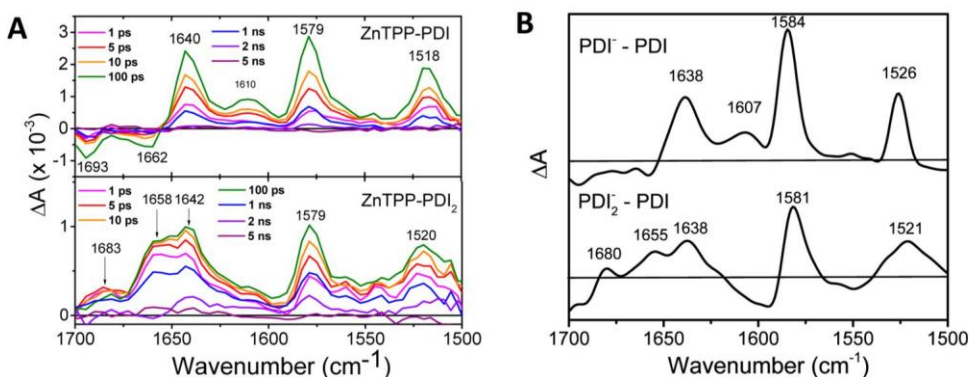 A
B
ZnTPP-PDI
1 ps
5 ps
10 ps
100 ps
1 ns
2 ns
5 ns
1640
1610
1579
1518
1693
1662
3
2
1
0
-1
ΔA (x 10⁻³)
ZnTPP-PDI₂
1 ps
5 ps
10 ps
100 ps
1 ns
2 ns
5 ns
1683
1658
1642
1579
1520
1
0
1700 1650 1600 1550 1500
Wavenumber (cm⁻¹)
PDI⁻ - PDI
1638
1607
1584
1526
ΔA
PDI₂⁻ - PDI
1680
1655
1638
1581
1521
1700 1650 1600 1550 1500
Wavenumber (cm⁻¹)